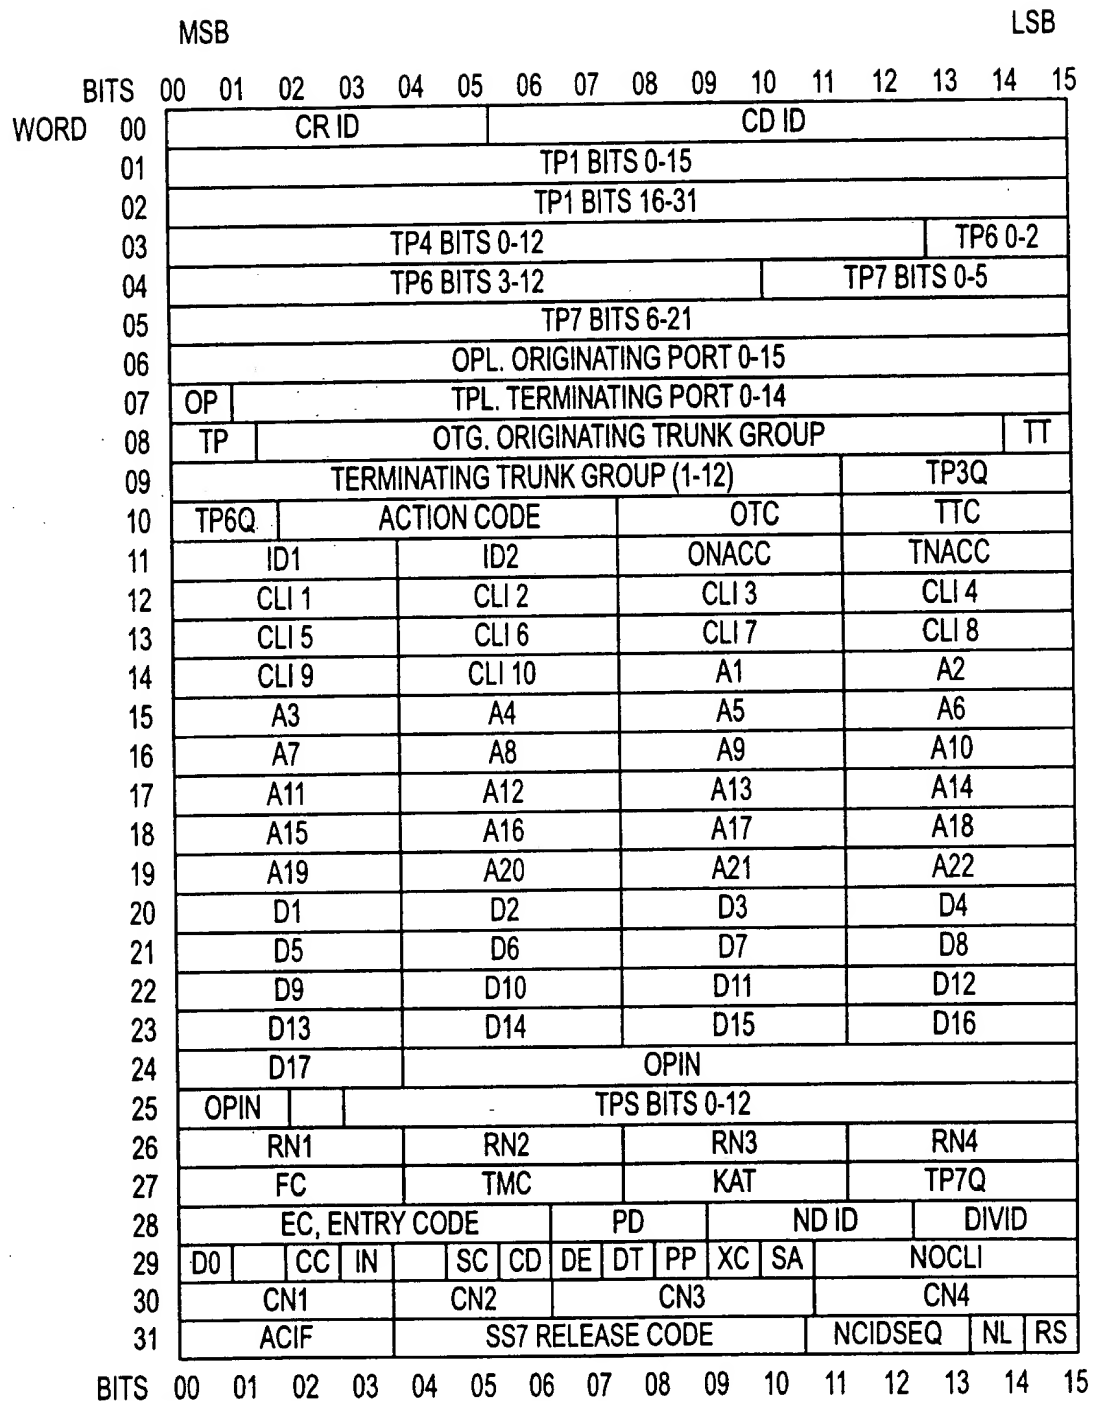 MSB LSB
BITS 00 01 02 03 04 05 06 07 08 09 10 11 12 13 14 15
WORD 00 CR ID CD ID
01 TP1 BITS 0-15
02 TP1 BITS 16-31
03 TP4 BITS 0-12 TP6 0-2
04 TP6 BITS 3-12 TP7 BITS 0-5
05 TP7 BITS 6-21
06 OPL. ORIGINATING PORT 0-15
07 OP TPL. TERMINATING PORT 0-14
08 TP OTG. ORIGINATING TRUNK GROUP TT
09 TERMINATING TRUNK GROUP (1-12) TP3Q
10 TP6Q ACTION CODE OTC TTC
11 ID1 ID2 ONACC TNACC
12 CLI 1 CLI 2 CLI 3 CLI 4
13 CLI 5 CLI 6 CLI 7 CLI 8
14 CLI 9 CLI 10 A1 A2
15 A3 A4 A5 A6
16 A7 A8 A9 A10
17 A11 A12 A13 A14
18 A15 A16 A17 A18
19 A19 A20 A21 A22
20 D1 D2 D3 D4
21 D5 D6 D7 D8
22 D9 D10 D11 D12
23 D13 D14 D15 D16
24 D17 OPIN
25 OPIN TPS BITS 0-12
26 RN1 RN2 RN3 RN4
27 FC TMC KAT TP7Q
28 EC, ENTRY CODE PD ND ID DIVID
29 D0 CC IN SC CD DE DT PP XC SA NOCLI
30 CN1 CN2 CN3 CN4
31 ACIF SS7 RELEASE CODE NCIDSEQ NL RS
BITS 00 01 02 03 04 05 06 07 08 09 10 11 12 13 14 15